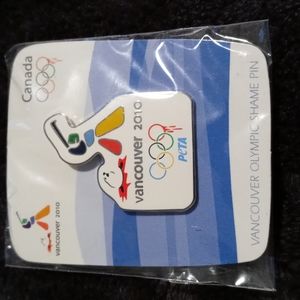 Canada
vancouver 2010
PETA
vancouver 2010
VANCOUVER OLYMPIC SHAME PIN